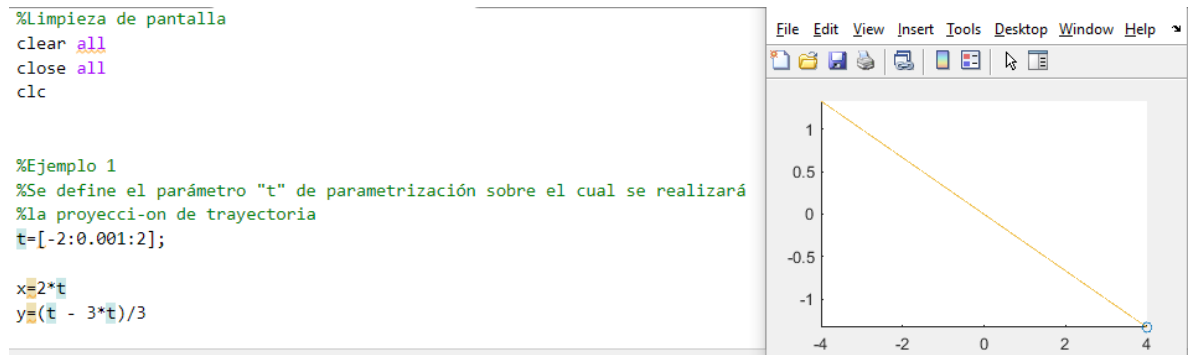 %Limpieza de pantalla
clear all
close all
clc
%Ejemplo 1
%Se define el parámetro "t" de parametrización sobre el cual se realizará
%la proyecci-on de trayectoria
t=[-2:0.001:2];
x=2*t
y=(t - 3*t)/3
File Edit View Insert Tools Desktop Window Help
1
0.5
0
-0.5
-1
-4 -2 0 2 4